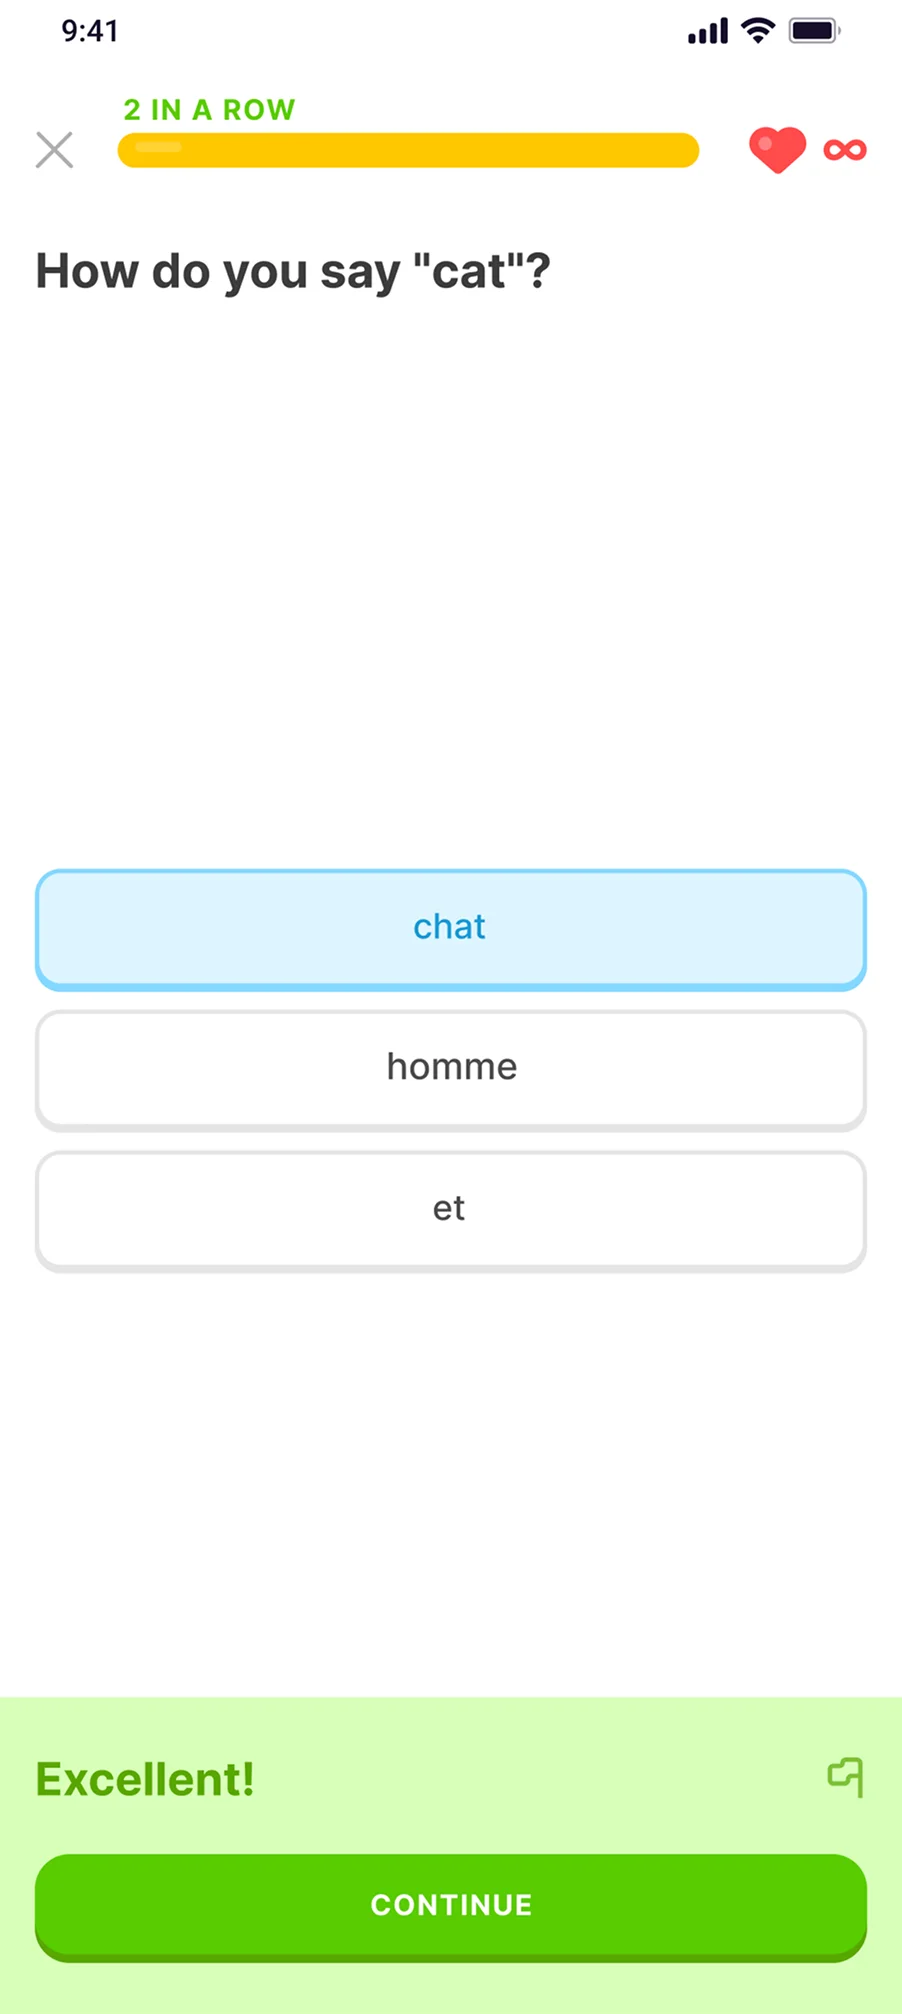 9:41
2 IN A ROW
How do you say "cat"?
chat
homme
et
Excellent!
CONTINUE